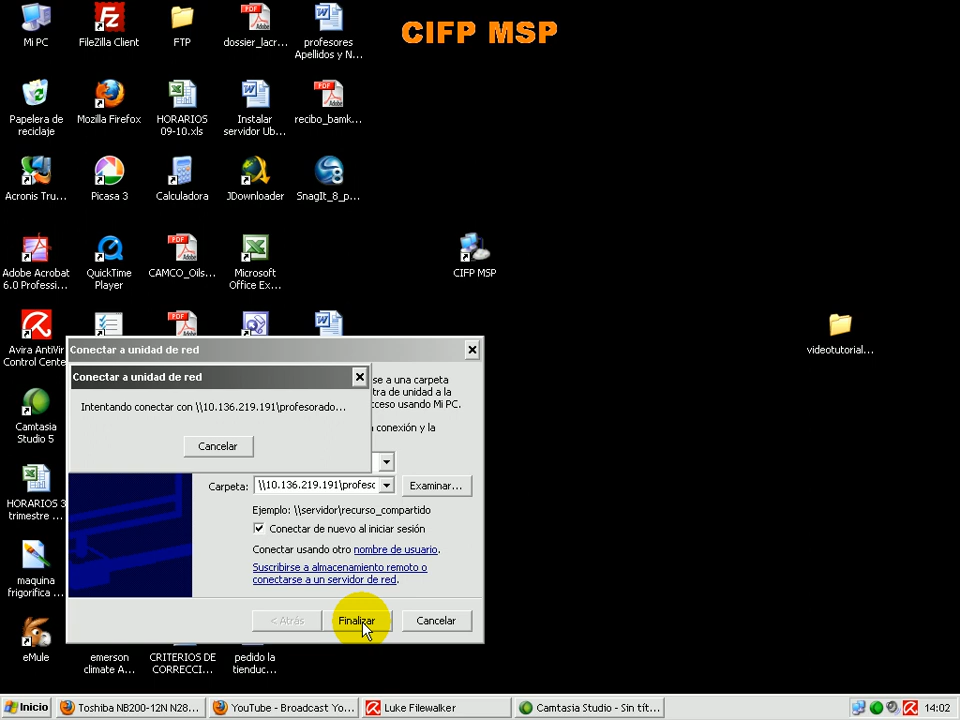 CIFP MSP
Mi PC
FileZilla Client
FTP
dossier_lacr...
profesores
Apellidos y N...
Papelera de
reciclaje
Mozilla Firefox
HORARIOS
09-10.xls
Instalar
servidor Ub...
recibo_bamk...
Acronis Tru...
Picasa 3
Calculadora
JDownloader
SnagIt_8_p...
Adobe Acrobat
6.0 Professi...
QuickTime
Player
CAMCO_Oils...
Microsoft
Office Ex...
CIFP MSP
Avira AntiVir
Control Cente
videotutorial...
Camtasia
Studio 5
HORARIOS 3
trimestre ...
maquina
frigorifica ...
eMule
emerson
climate A...
CRITERIOS DE
CORRECCI...
pedido la
tienduc...
Conectar a unidad de red
Conectar a unidad de red
Intentando conectar con \\10.136.219.191\profesorado...
Cancelar
se a una carpeta
tra de unidad a la
cceso usando Mi PC.
conexión y la
Carpeta:
\\10.136.219.191\profesc
Examinar...
Ejemplo: \\servidor\recurso_compartido
Conectar de nuevo al iniciar sesión
Conectar usando otro nombre de usuario.
Suscribirse a almacenamiento remoto o
conectarse a un servidor de red.
< Atrás
Finalizar
Cancelar
Inicio
Toshiba NB200-12N N28...
YouTube - Broadcast Yo...
Luke Filewalker
Camtasia Studio - Sin tít...
14:02